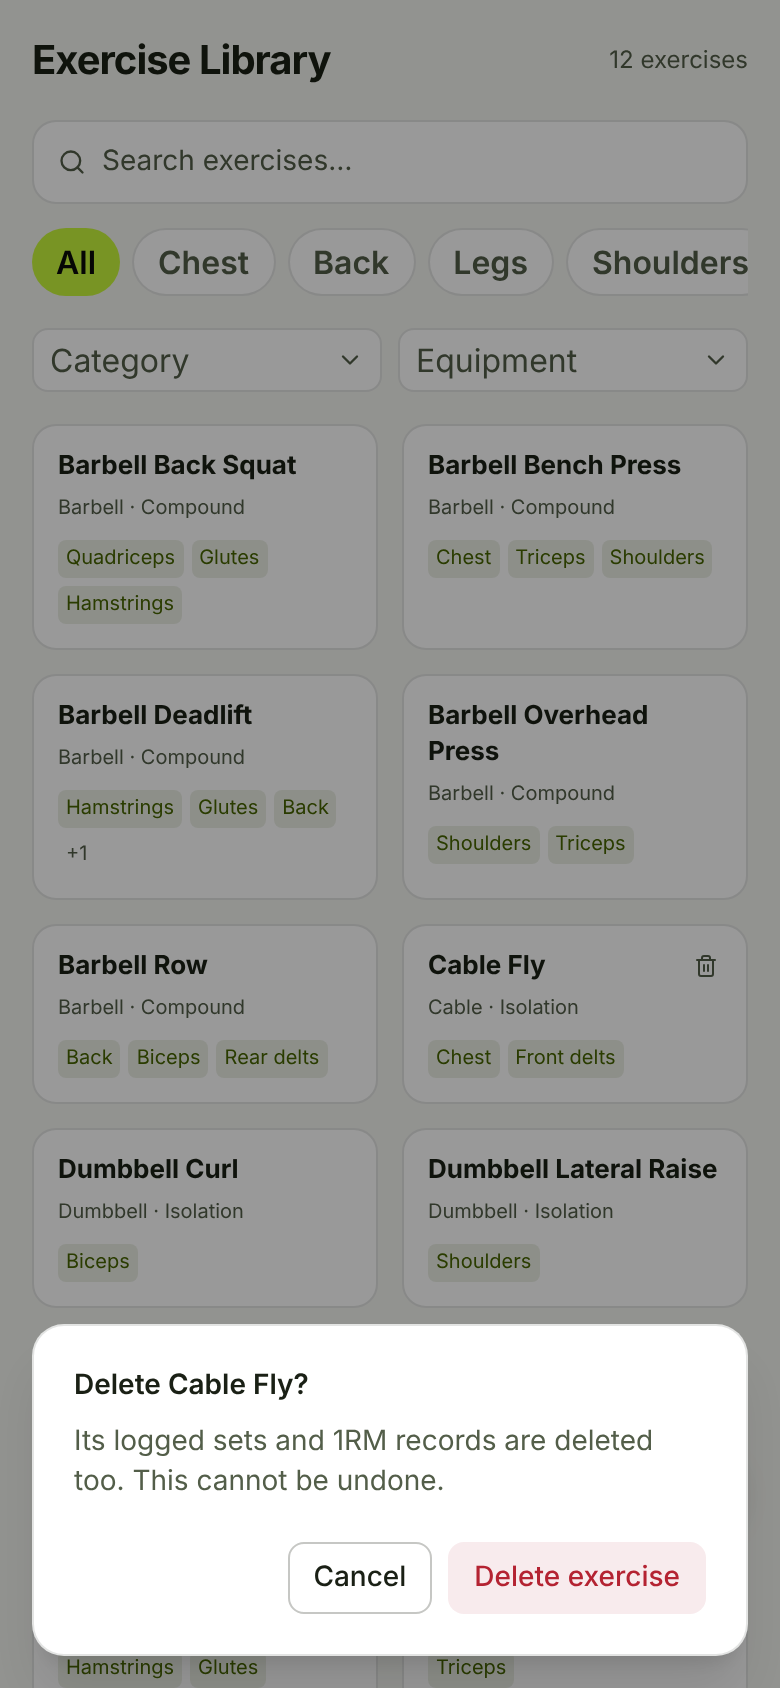 Exercise Library
12 exercises
Search exercises...
All
Chest
Back
Legs
Shoulders
Category
Equipment
Barbell Back Squat
Barbell · Compound
Quadriceps
Glutes
Hamstrings
Barbell Bench Press
Barbell · Compound
Chest
Triceps
Shoulders
Barbell Deadlift
Barbell · Compound
Hamstrings
Glutes
Back
+1
Barbell Overhead
Press
Barbell · Compound
Shoulders
Triceps
Barbell Row
Barbell · Compound
Back
Biceps
Rear delts
Cable Fly
Cable · Isolation
Chest
Front delts
Dumbbell Curl
Dumbbell · Isolation
Biceps
Dumbbell Lateral Raise
Dumbbell · Isolation
Shoulders
Delete Cable Fly?
Its logged sets and 1RM records are deleted
too. This cannot be undone.
Cancel
Delete exercise
Hamstrings
Glutes
Triceps